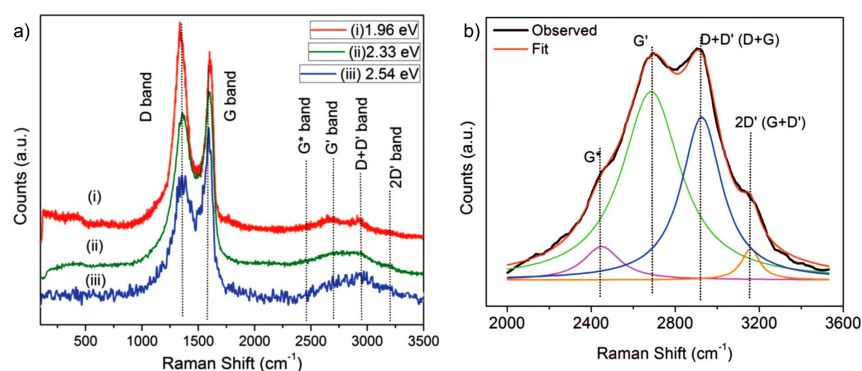 a)
(i)1.96 eV
(ii)2.33 eV
(iii) 2.54 eV
D band
G band
G* band
G' band
D+D' band
2D' band
(i)
(ii)
(iii)
Counts (a.u.)
500 1000 1500 2000 2500 3000 3500
Raman Shift (cm-1)
b)
Observed
Fit
G'
D+D' (D+G)
2D' (G+D')
G*
Counts (a.u.)
2000 2400 2800 3200 3600
Raman Shift (cm-1)